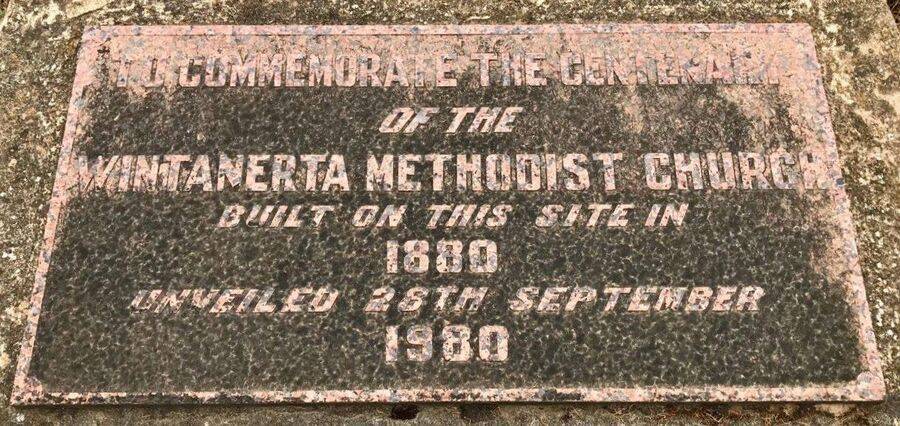 TO COMMEMORATE THE CENTENARY
OF THE
WINTANERTA METHODIST CHURCH
BUILT ON THIS SITE IN
1880
UNVEILED 28TH SEPTEMBER
1980